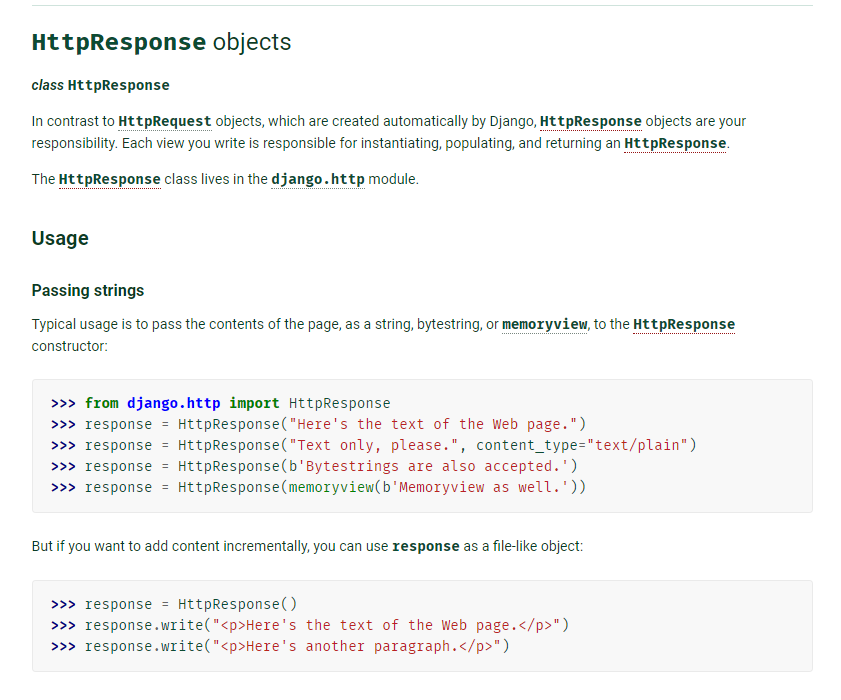 HttpResponse objects
class HttpResponse
In contrast to HttpRequest objects, which are created automatically by Django, HttpResponse objects are your
responsibility. Each view you write is responsible for instantiating, populating, and returning an HttpResponse.
The HttpResponse class lives in the django.http module.
Usage
Passing strings
Typical usage is to pass the contents of the page, as a string, bytestring, or memoryview, to the HttpResponse
constructor:
>>> from django.http import HttpResponse
>>> response = HttpResponse("Here's the text of the Web page.")
>>> response = HttpResponse("Text only, please.", content_type="text/plain")
>>> response = HttpResponse(b'Bytestrings are also accepted.')
>>> response = HttpResponse(memoryview(b'Memoryview as well.'))
But if you want to add content incrementally, you can use response as a file-like object:
>>> response = HttpResponse()
>>> response.write("<p>Here's the text of the Web page.</p>")
>>> response.write("<p>Here's another paragraph.</p>")